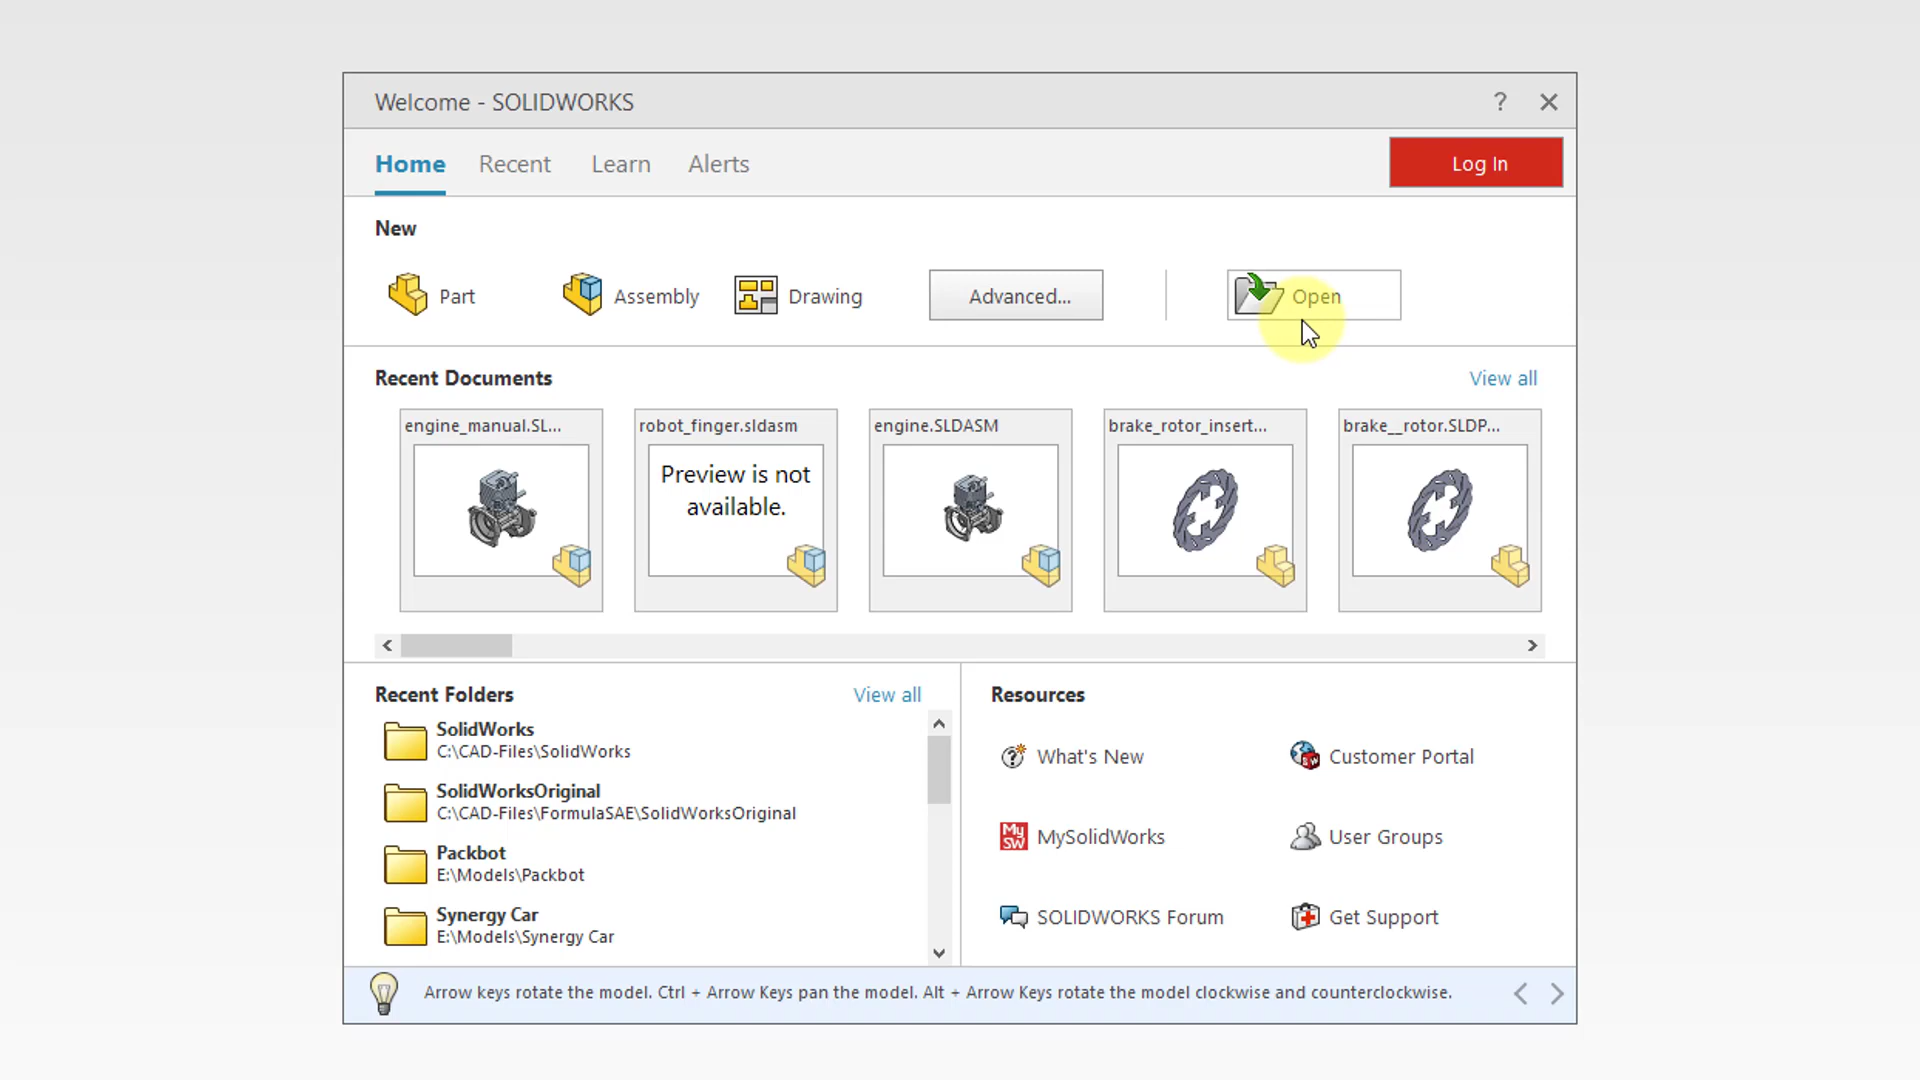 Welcome - SOLIDWORKS
?
Home Recent Learn Alerts
Log In
New
Part Assembly Drawing Advanced... Open
Recent Documents View all
engine_manual.SL... robot_finger.sldasm engine.SLDASM brake_rotor_insert... brake__rotor.SLDP...
Preview is not
available.
Recent Folders View all
SolidWorks
C:\CAD-Files\SolidWorks
SolidWorksOriginal
C:\CAD-Files\FormulaSAE\SolidWorksOriginal
Packbot
E:\Models\Packbot
Synergy Car
E:\Models\Synergy Car
Resources
What's New Customer Portal
My
SW
MySolidWorks User Groups
SOLIDWORKS Forum Get Support
Arrow keys rotate the model. Ctrl + Arrow Keys pan the model. Alt + Arrow Keys rotate the model clockwise and counterclockwise.